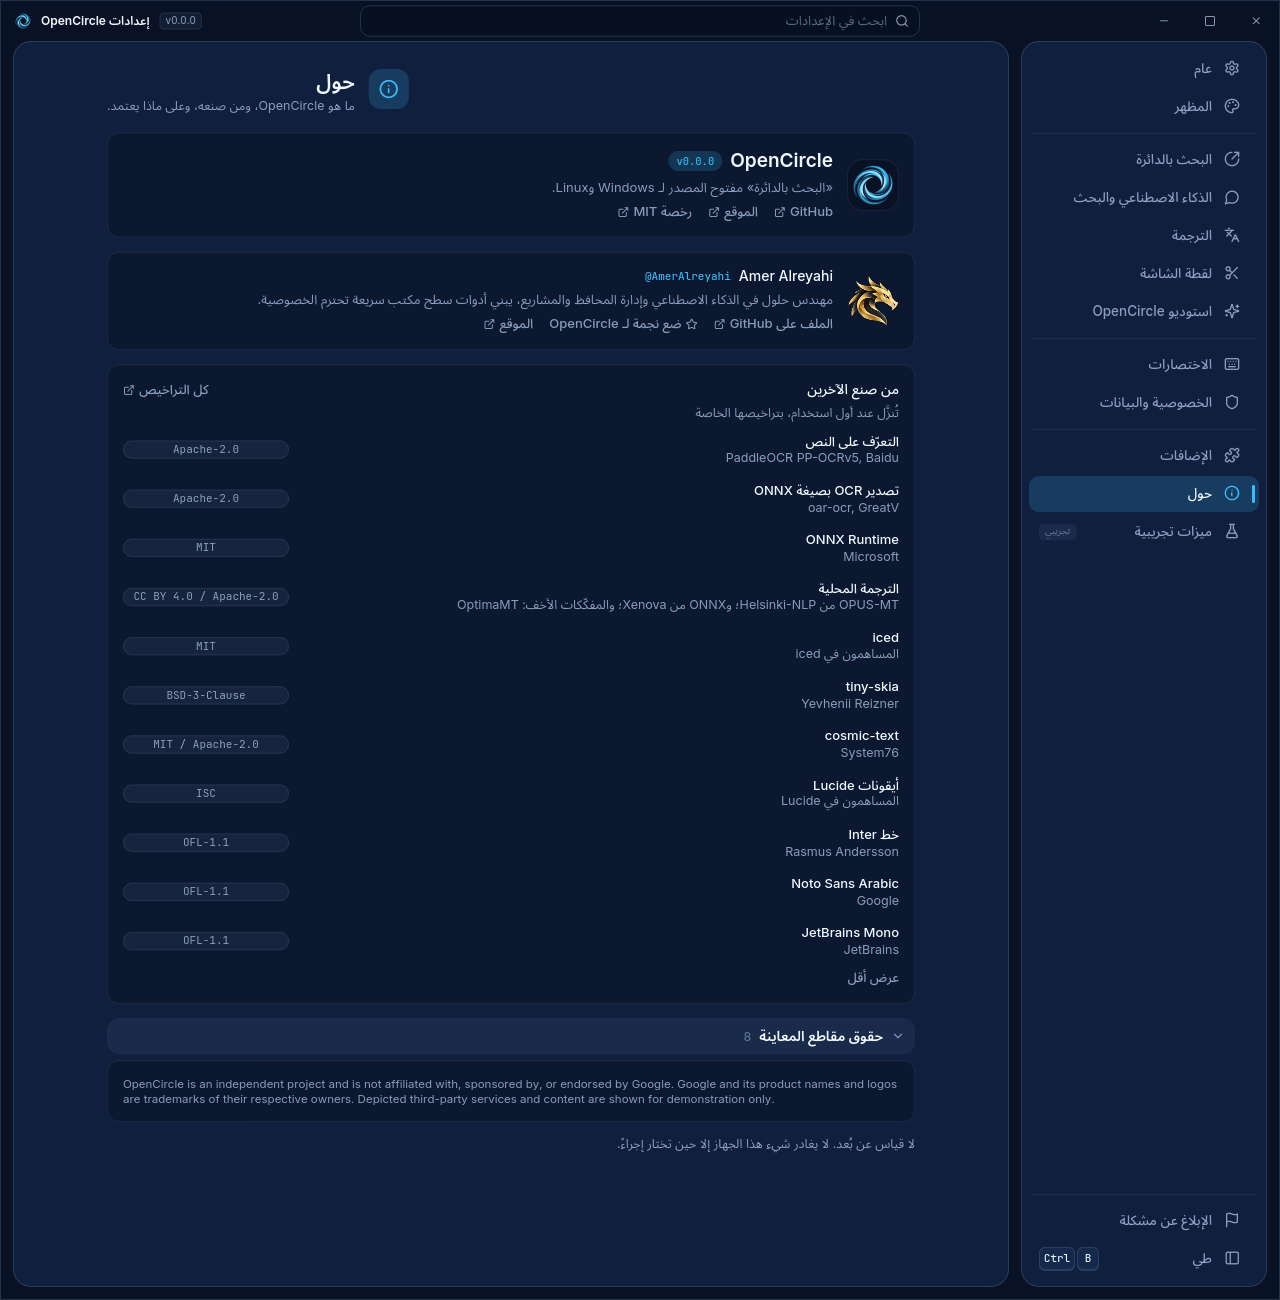 إعدادات OpenCircle v0.0.0
ابحث في الإعدادات
عام
المظهر
البحث بالدائرة
الذكاء الاصطناعي والبحث
الترجمة
لقطة الشاشة
استوديو OpenCircle
الاختصارات
الخصوصية والبيانات
الإضافات
حول
ميزات تجريبية تجريبي
الإبلاغ عن مشكلة
طي Ctrl B
حول
ما هو OpenCircle، ومن صنعه، وعلى ماذا يعتمد.
OpenCircle v0.0.0
«البحث بالدائرة» مفتوح المصدر لـ Windows وLinux.
GitHub الموقع رخصة MIT
Amer Alreyahi @AmerAlreyahi
مهندس حلول في الذكاء الاصطناعي وإدارة المحافظ والمشاريع، يبني أدوات سطح مكتب سريعة تحترم الخصوصية.
الملف على GitHub ضع نجمة لـ OpenCircle الموقع
من صنع الآخرين كل التراخيص
تُنزَّل عند أول استخدام، بتراخيصها الخاصة
التعرّف على النص
PaddleOCR PP-OCRv5, Baidu
Apache-2.0
تصدير OCR بصيغة ONNX
oar-ocr, GreatV
Apache-2.0
ONNX Runtime
Microsoft
MIT
الترجمة المحلية
OPUS-MT من Helsinki-NLP؛ وONNX من Xenova؛ والمفكّكات الأخف: OptimaMT
CC BY 4.0 / Apache-2.0
iced
المساهمون في iced
MIT
tiny-skia
Yevhenii Reizner
BSD-3-Clause
cosmic-text
System76
MIT / Apache-2.0
أيقونات Lucide
المساهمون في Lucide
ISC
خط Inter
Rasmus Andersson
OFL-1.1
Noto Sans Arabic
Google
OFL-1.1
JetBrains Mono
JetBrains
OFL-1.1
عرض أقل
حقوق مقاطع المعاينة 8
OpenCircle is an independent project and is not affiliated with, sponsored by, or endorsed by Google. Google and its product names and logos
are trademarks of their respective owners. Depicted third-party services and content are shown for demonstration only.
لا قياس عن بُعد. لا يغادر شيء هذا الجهاز إلا حين تختار إجراءً.